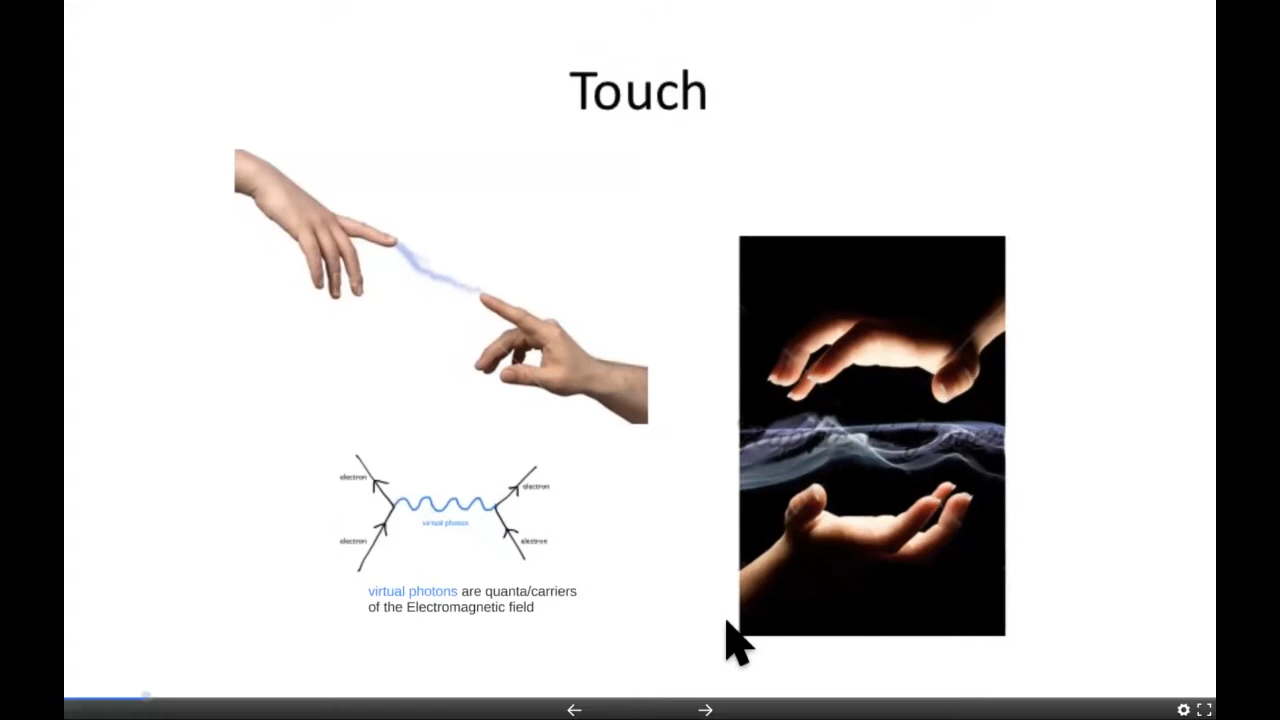 Touch
electron
electron
virtual photon
electron
electron
virtual photons are quanta/carriers
of the Electromagnetic field